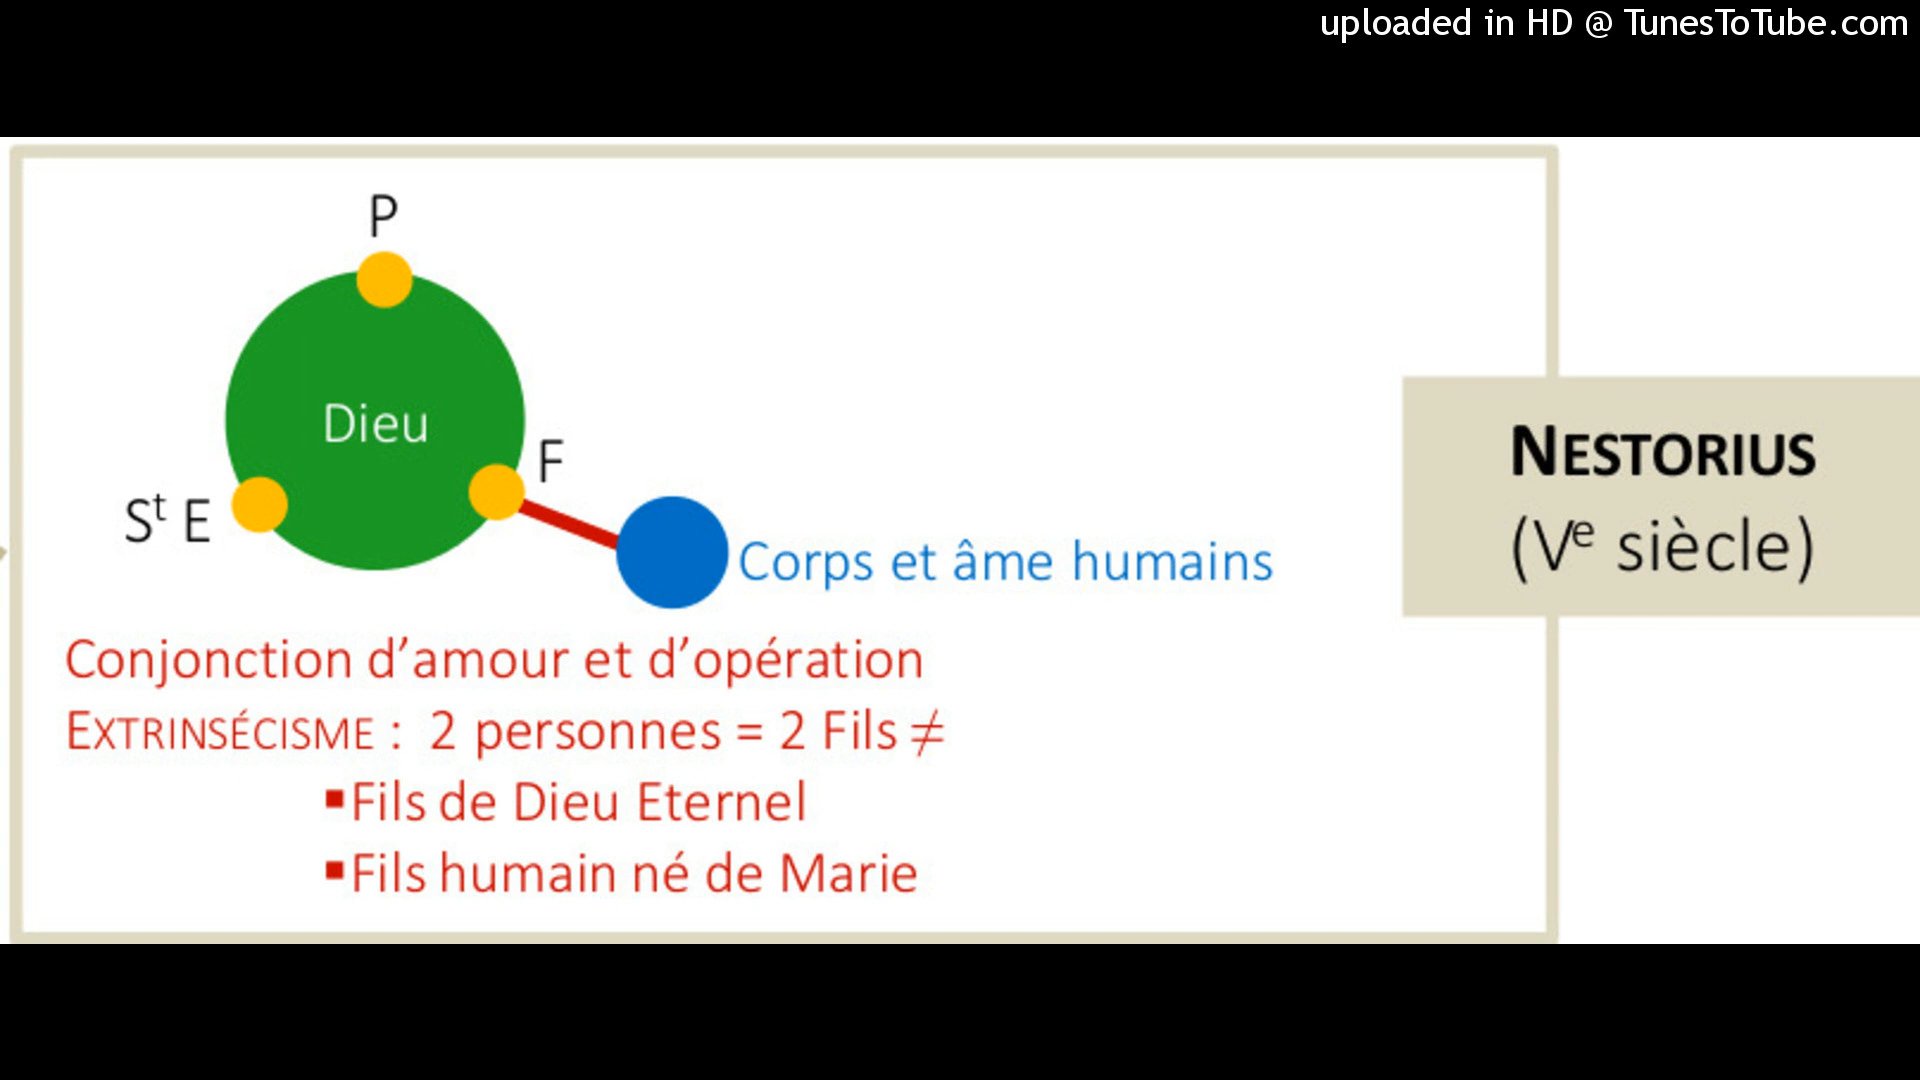 uploaded in HD @ TunesToTube.com
P
Dieu
F
Sᵗ E
Corps et âme humains
NESTORIUS
(Vᵉ siècle)
Conjonction d’amour et d’opération
EXTRINSÉCISME : 2 personnes = 2 Fils ≠
▪Fils de Dieu Eternel
▪Fils humain né de Marie